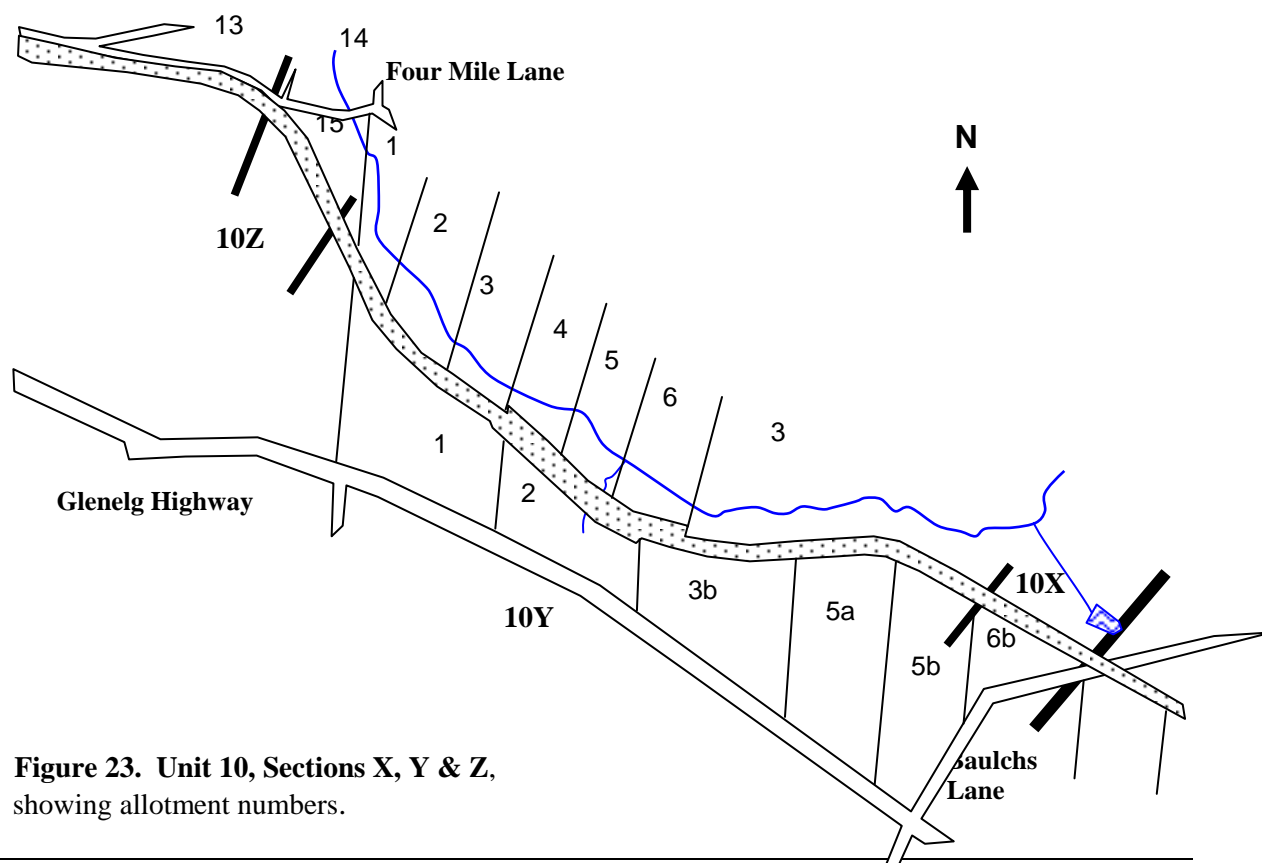 13
14
Four Mile Lane
15
1
N
2
10Z
3
4
5
6
3
1
Glenelg Highway
2
10X
3b
5a
10Y
6b
5b
Baulchs
Lane
Figure 23. Unit 10, Sections X, Y & Z,
showing allotment numbers.